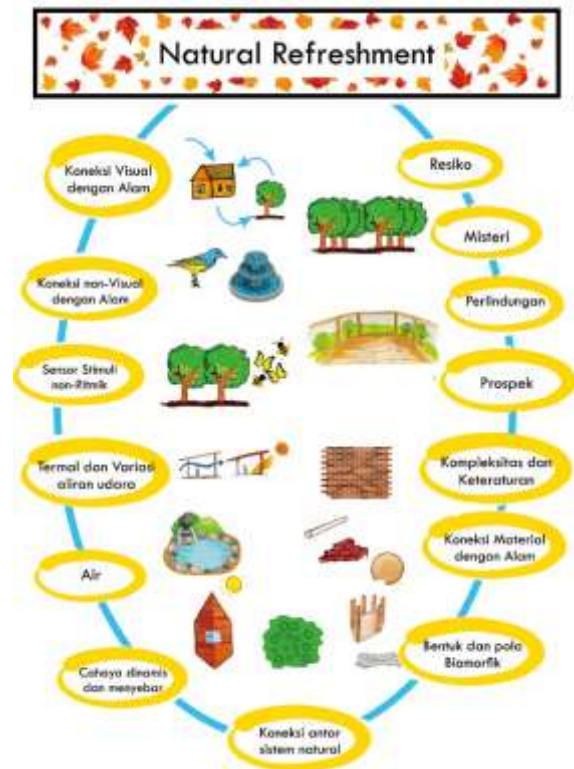 Natural Refreshment
Koneksi Visual
dengan Alam
Koneksi non-Visual
dengan Alam
Sensor Stimuli
non-Ritmik
Termal dan Variasi
aliran udara
Air
Cahaya dinamis
dan menyebar
Koneksi antar
sistem natural
Resiko
Misteri
Perlindungan
Prospek
Kompleksitas dan
Keteraturan
Koneksi Material
dengan Alam
Bentuk dan pola
Biomorfik